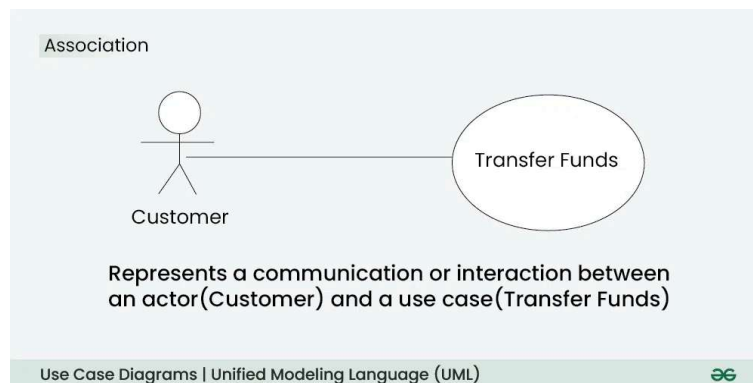 Association
Transfer Funds
Customer
Represents a communication or interaction between
an actor(Customer) and a use case(Transfer Funds)
Use Case Diagrams | Unified Modeling Language (UML)